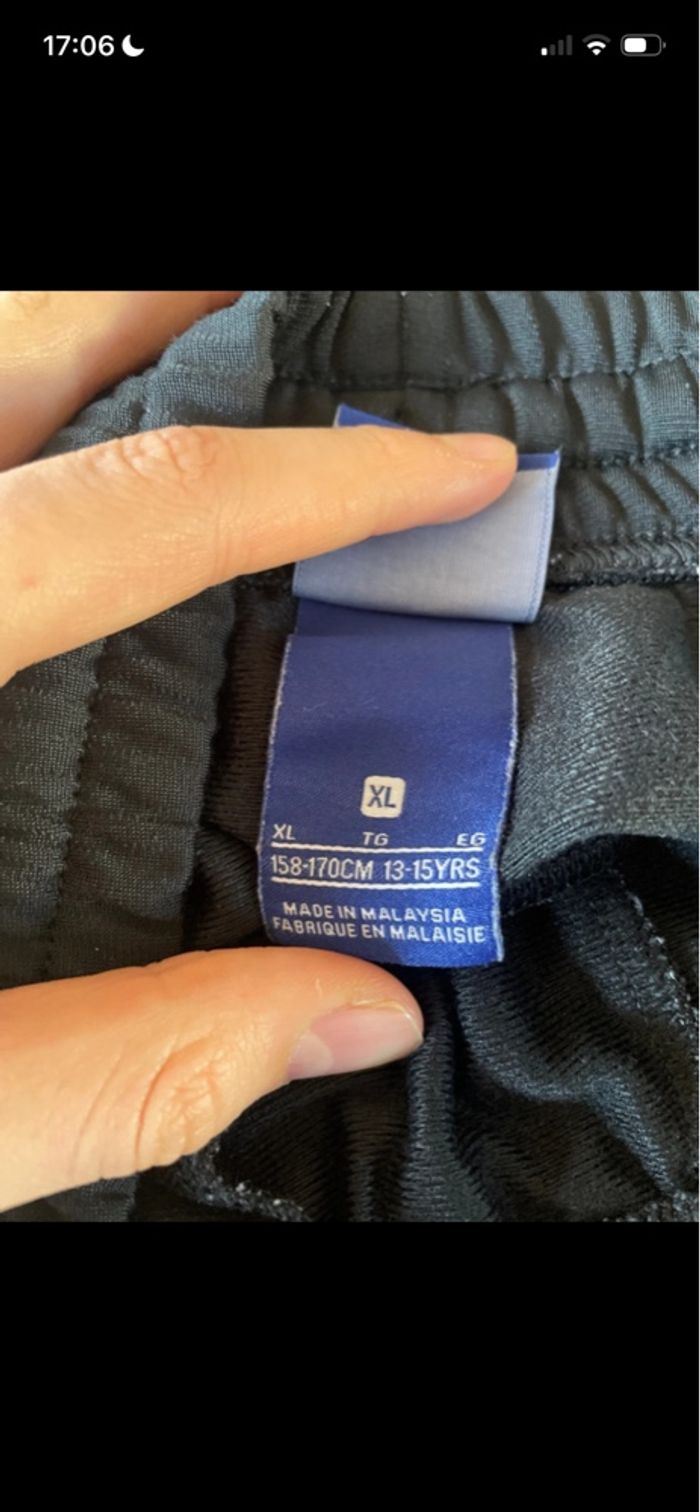 17:06
XL
XL TG EG
158-170CM 13-15YRS
MADE IN MALAYSIA
FABRIQUE EN MALAISIE